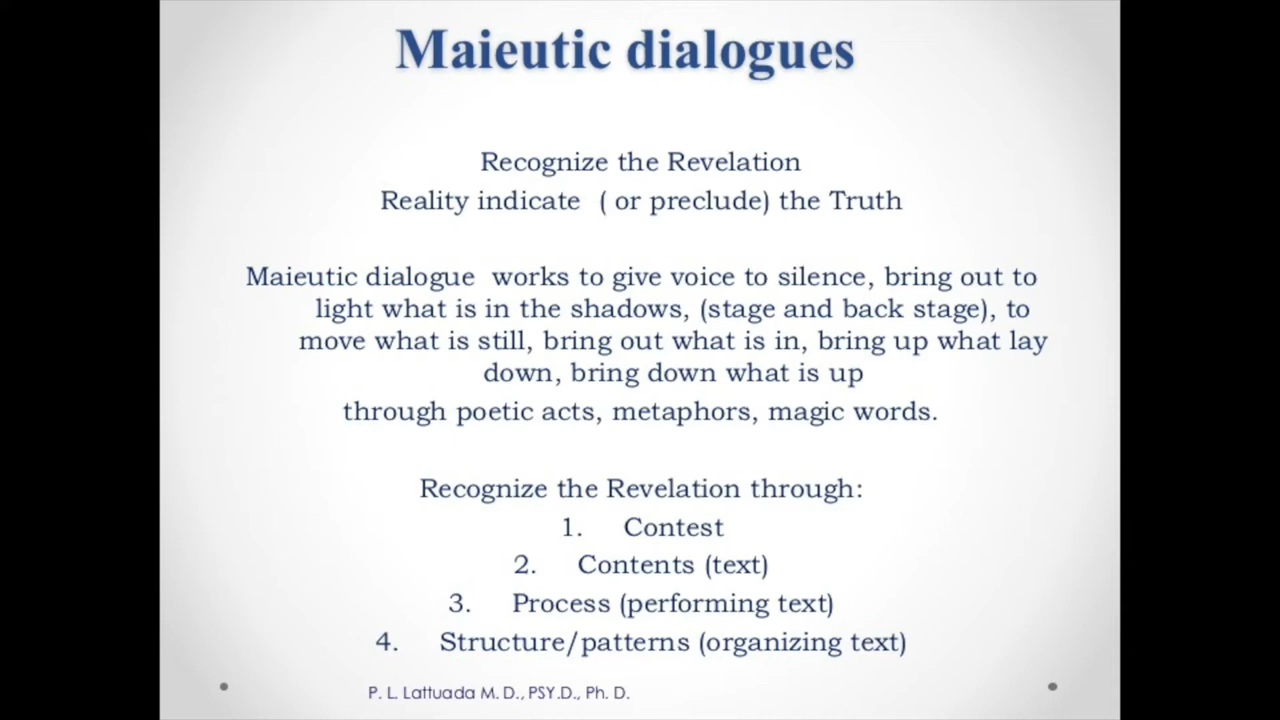 Maieutic dialogues
Recognize the Revelation
Reality indicate ( or preclude) the Truth
Maieutic dialogue works to give voice to silence, bring out to
light what is in the shadows, (stage and back stage), to
move what is still, bring out what is in, bring up what lay
down, bring down what is up
through poetic acts, metaphors, magic words.
Recognize the Revelation through:
1. Contest
2. Contents (text)
3. Process (performing text)
4. Structure/patterns (organizing text)
P. L. Lattuada M. D., PSY.D., Ph. D.